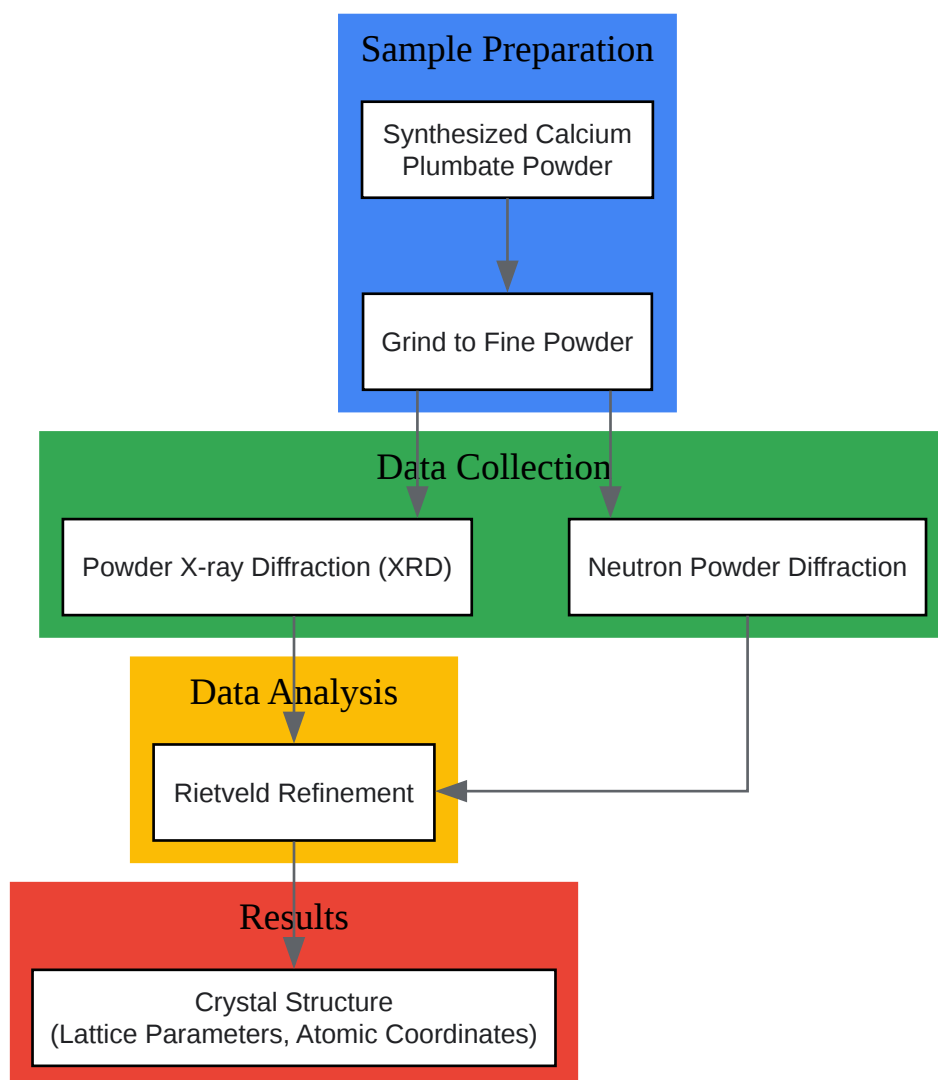 Sample Preparation
Synthesized Calcium
Plumbate Powder
Grind to Fine Powder
Data Collection
Powder X-ray Diffraction (XRD)
Neutron Powder Diffraction
Data Analysis
Rietveld Refinement
Results
Crystal Structure
(Lattice Parameters, Atomic Coordinates)